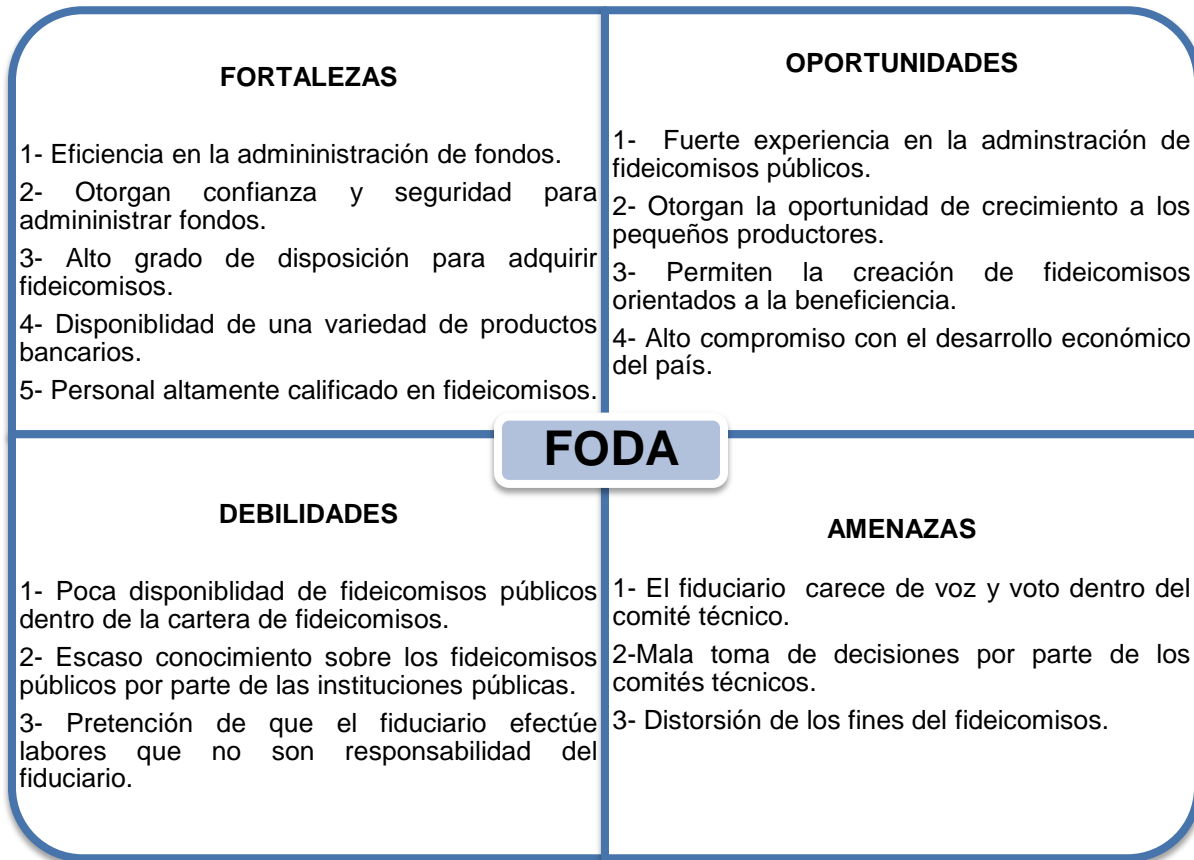 FORTALEZAS
1- Eficiencia en la admininistración de fondos.
2- Otorgan confianza y seguridad para
admininistrar fondos.
3- Alto grado de disposición para adquirir
fideicomisos.
4- Disponiblidad de una variedad de productos
bancarios.
5- Personal altamente calificado en fideicomisos.
OPORTUNIDADES
1- Fuerte experiencia en la adminstración de
fideicomisos públicos.
2- Otorgan la oportunidad de crecimiento a los
pequeños productores.
3- Permiten la creación de fideicomisos
orientados a la beneficiencia.
4- Alto compromiso con el desarrollo económico
del país.
FODA
DEBILIDADES
1- Poca disponiblidad de fideicomisos públicos
dentro de la cartera de fideicomisos.
2- Escaso conocimiento sobre los fideicomisos
públicos por parte de las instituciones públicas.
3- Pretención de que el fiduciario efectúe
labores que no son responsabilidad del
fiduciario.
AMENAZAS
1- El fiduciario carece de voz y voto dentro del
comité técnico.
2-Mala toma de decisiones por parte de los
comités técnicos.
3- Distorsión de los fines del fideicomiso.